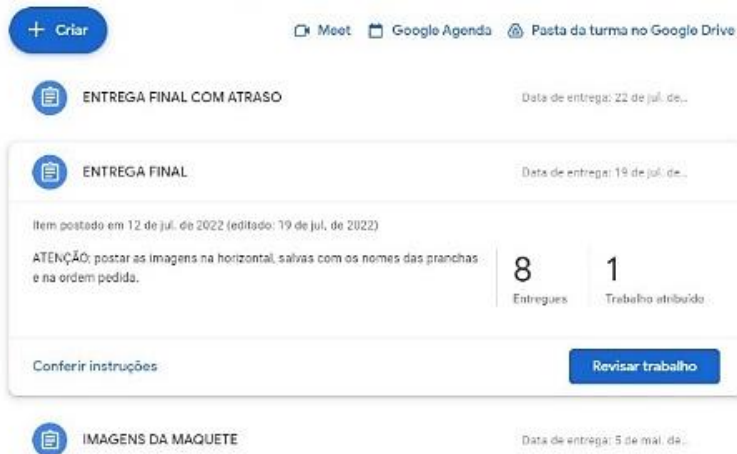 + Criar
Meet Google Agenda Pasta da turma no Google Drive
ENTREGA FINAL COM ATRASO
Data de entrega: 22 de jul. de...
ENTREGA FINAL
Data de entrega: 19 de jul. de...
Item postado em 12 de jul. de 2022 (editado: 19 de jul. de 2022)
ATENÇÃO: postar as imagens na horizontal, salvas com os nomes das pranchas
e na ordem pedida.
8
Entregues
1
Trabalho atribuído
Conferir instruções
Revisar trabalho
IMAGENS DA MAQUETE
Data de entrega: 5 de mai. de...